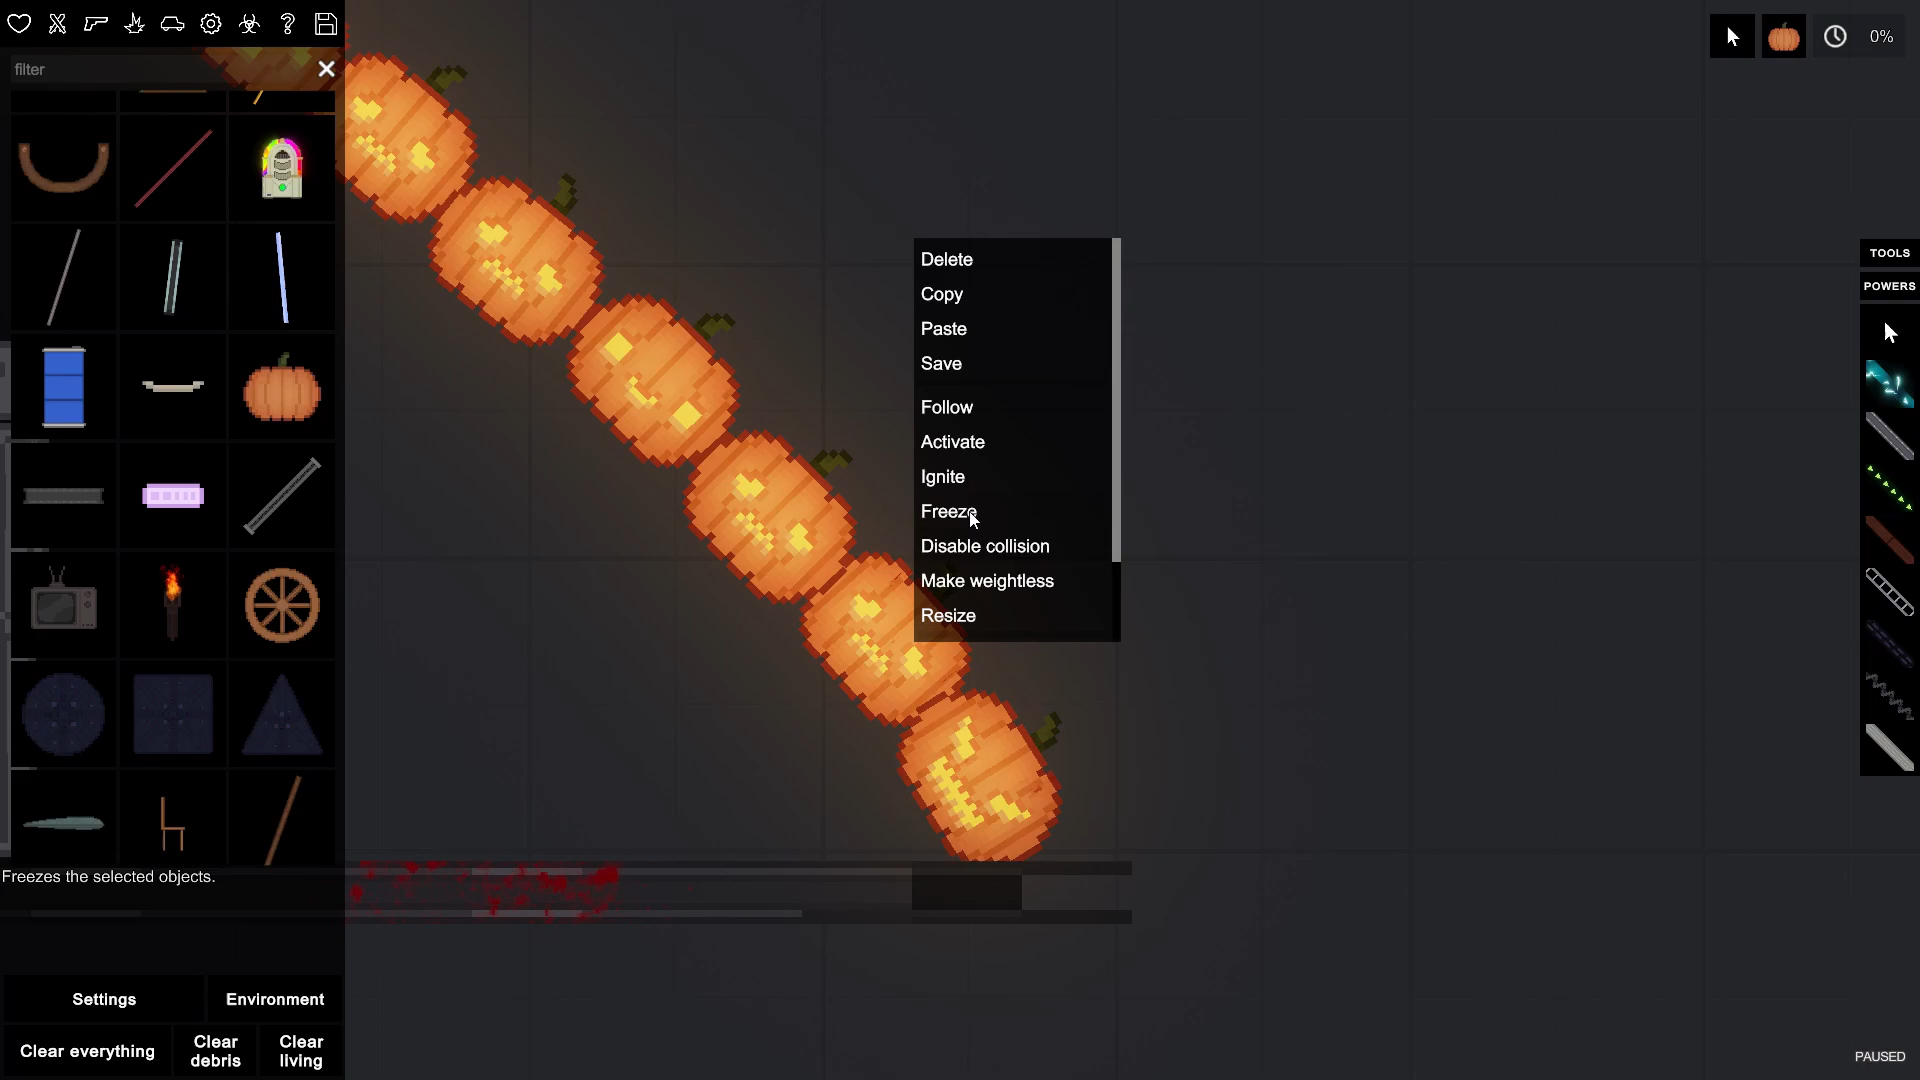 filter
0%
TOOLS
POWERS
Delete
Copy
Paste
Save
Follow
Activate
Ignite
Freeze
Disable collision
Make weightless
Resize
Freezes the selected objects.
Settings
Environment
Clear everything
Clear
debris
Clear
living
PAUSED